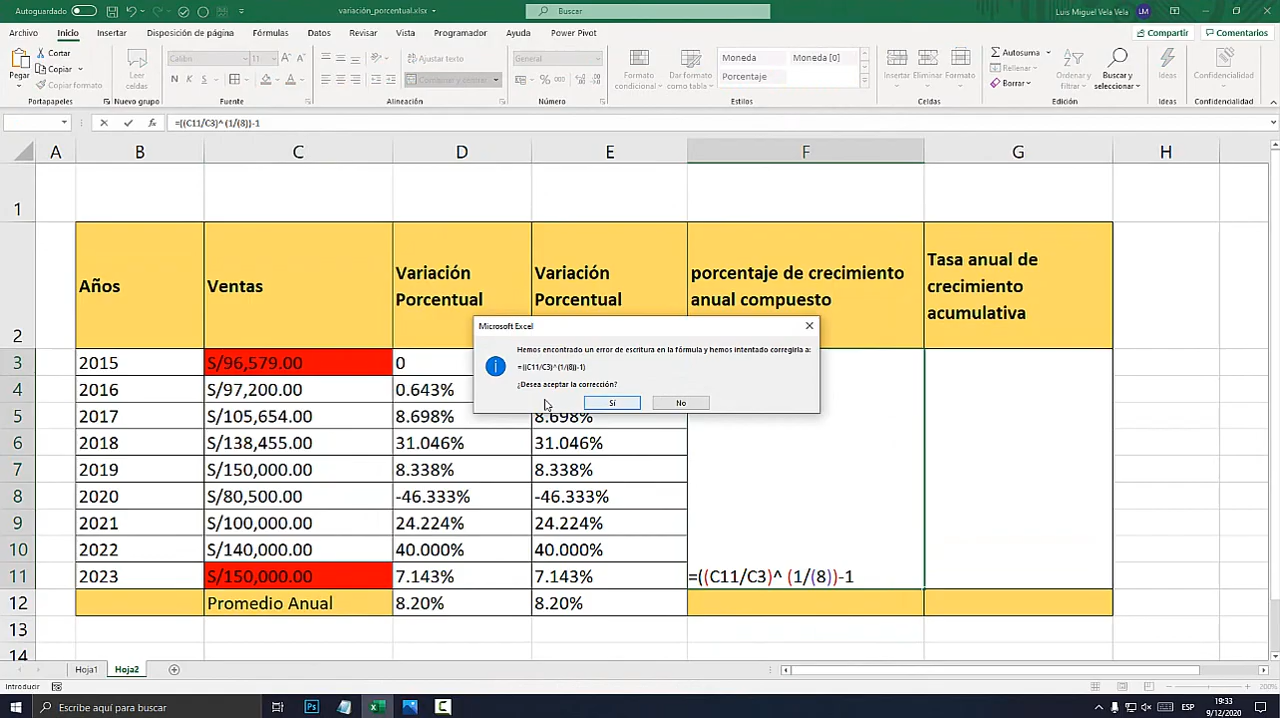 Autoguardado
variación_porcentual.xlsx
Buscar
Luis Miguel Vela Vela LM
Archivo Inicio Insertar Disposición de página Fórmulas Datos Revisar Vista Programador Ayuda Power Pivot Compartir Comentarios
Pegar
Cortar
Copiar
Copiar formato
Portapapeles
Leer celdas
Nuevo grupo
Calibri 11
N K S
Fuente
Ajustar texto
Combinar y centrar
Alineación
General
Número
Formato condicional
Dar formato como tabla
Moneda Moneda [0]
Porcentaje
Estilos
Insertar Eliminar Formato
Celdas
Autosuma
Rellenar
Borrar
Ordenar y filtrar
Buscar y seleccionar
Edición
Ideas
Ideas
Confidencialidad
Confidencialidad
=((C11/C3)^ (1/(8))-1
A B C D E F G H
1
2 Años Ventas Variación Porcentual Variación Porcentual porcentaje de crecimiento anual compuesto Tasa anual de crecimiento acumulativa
Microsoft Excel
Hemos encontrado un error de escritura en la fórmula y hemos intentado corregirla a:
=((C11/C3)^ (1/(8))-1)
¿Desea aceptar la corrección?
Sí No
3 2015 S/96,579.00 0
4 2016 S/97,200.00 0.643%
5 2017 S/105,654.00 8.698% 8.698%
6 2018 S/138,455.00 31.046% 31.046%
7 2019 S/150,000.00 8.338% 8.338%
8 2020 S/80,500.00 -46.333% -46.333%
9 2021 S/100,000.00 24.224% 24.224%
10 2022 S/140,000.00 40.000% 40.000%
11 2023 S/150,000.00 7.143% 7.143% =((C11/C3)^ (1/(8))-1
12 Promedio Anual 8.20% 8.20%
13
14
Hoja1 Hoja2
Introducir
200%
Escribe aquí para buscar
ESP
19:33
9/12/2020